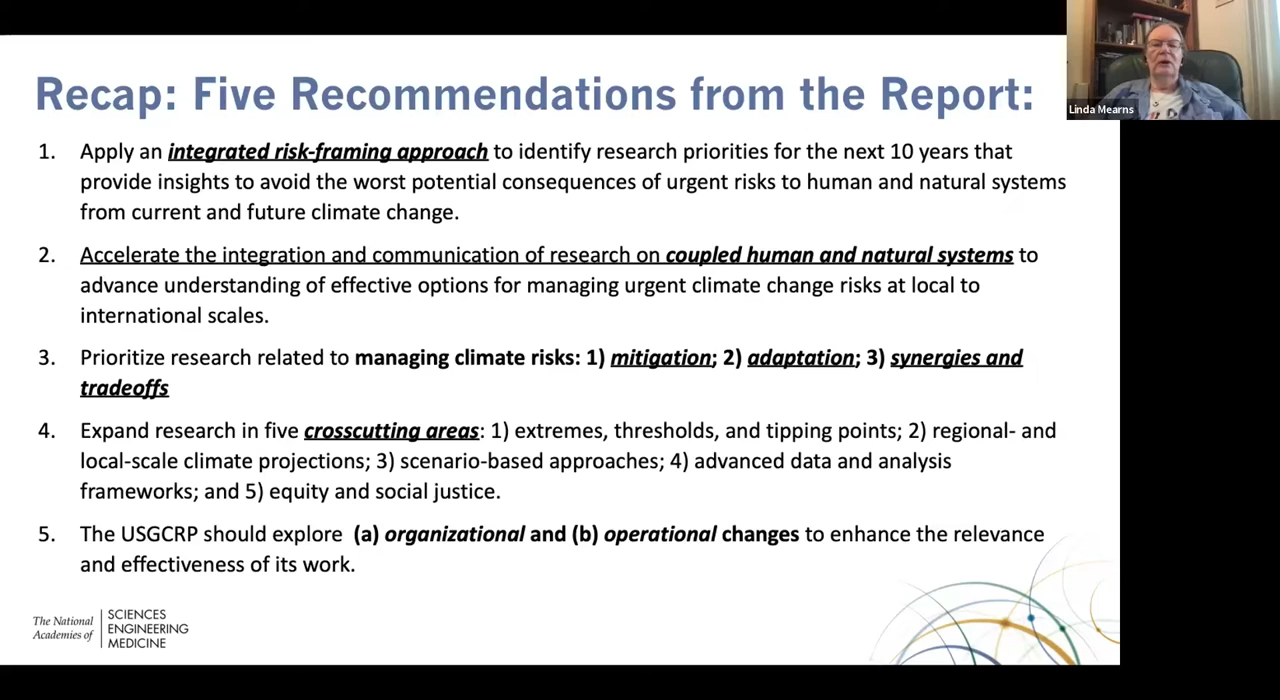 Recap: Five Recommendations from the Report:
Linda Mearns
1. Apply an integrated risk-framing approach to identify research priorities for the next 10 years that
provide insights to avoid the worst potential consequences of urgent risks to human and natural systems
from current and future climate change.
2. Accelerate the integration and communication of research on coupled human and natural systems to
advance understanding of effective options for managing urgent climate change risks at local to
international scales.
3. Prioritize research related to managing climate risks: 1) mitigation; 2) adaptation; 3) synergies and
tradeoffs
4. Expand research in five crosscutting areas: 1) extremes, thresholds, and tipping points; 2) regional- and
local-scale climate projections; 3) scenario-based approaches; 4) advanced data and analysis
frameworks; and 5) equity and social justice.
5. The USGCRP should explore (a) organizational and (b) operational changes to enhance the relevance
and effectiveness of its work.
The National
Academies of
SCIENCES
ENGINEERING
MEDICINE